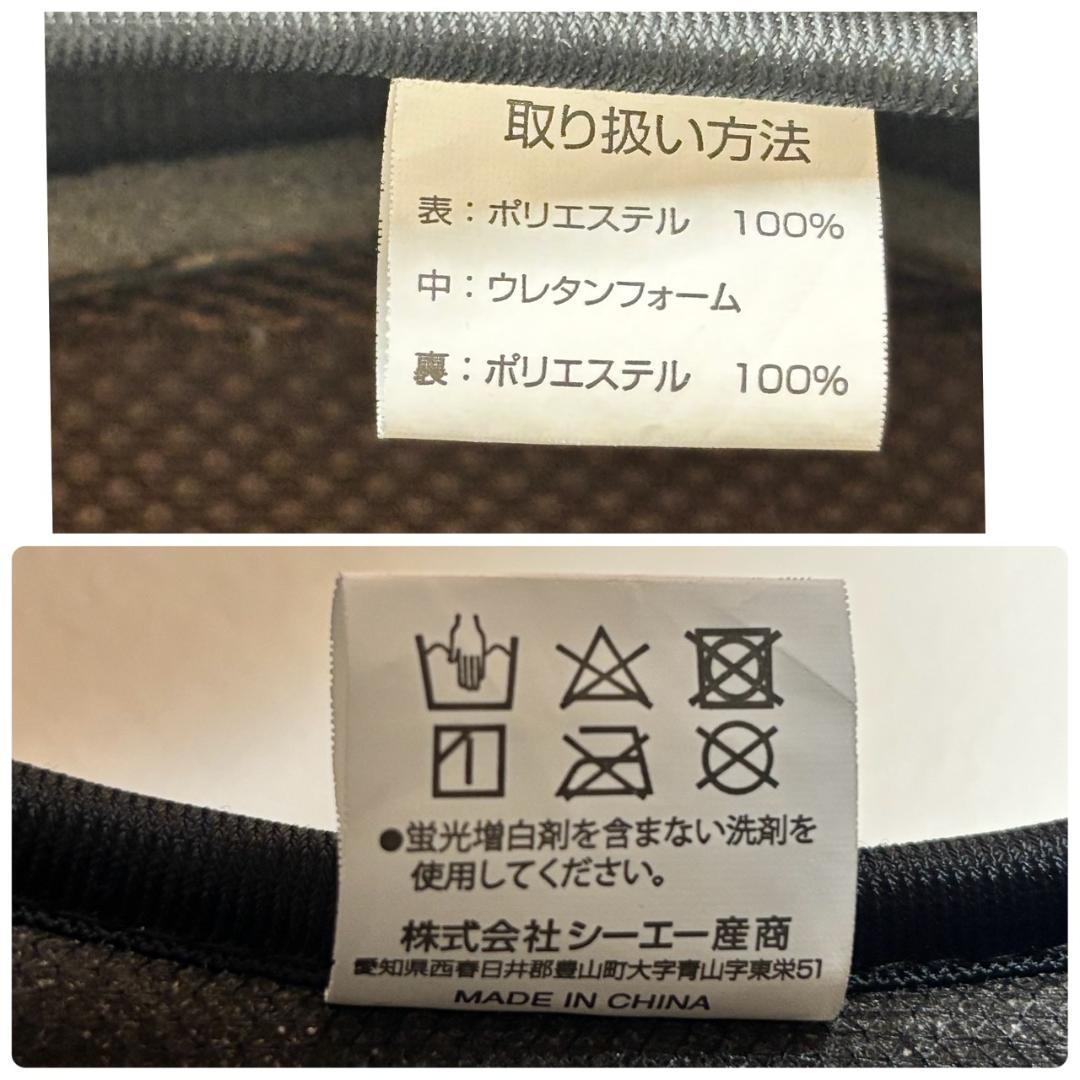 取り扱い方法
表：ポリエステル 100%
中：ウレタンフォーム
裏：ポリエステル 100%
●蛍光増白剤を含まない洗剤を
使用してください。
株式会社シーエー産商
愛知県西春日井郡豊山町大字青山字東栄51
MADE IN CHINA